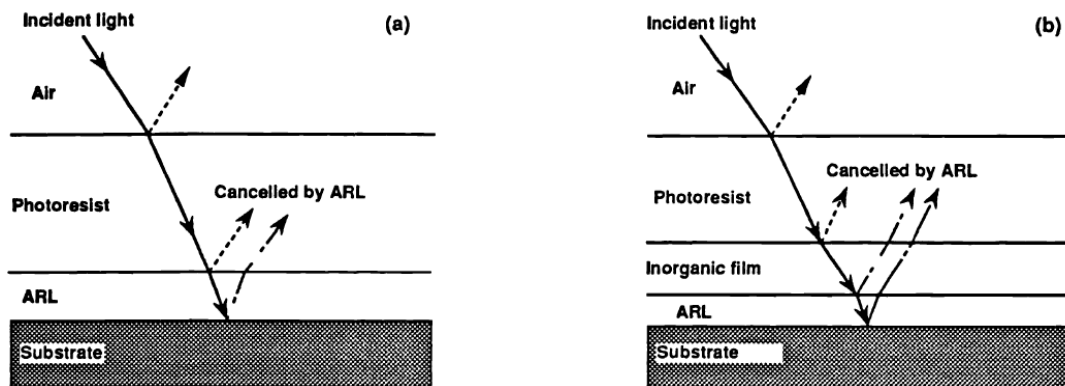 Incident light
(a)
Air
Photoresist
Cancelled by ARL
ARL
Substrate
Incident light
(b)
Air
Cancelled by ARL
Photoresist
Inorganic film
ARL
Substrate